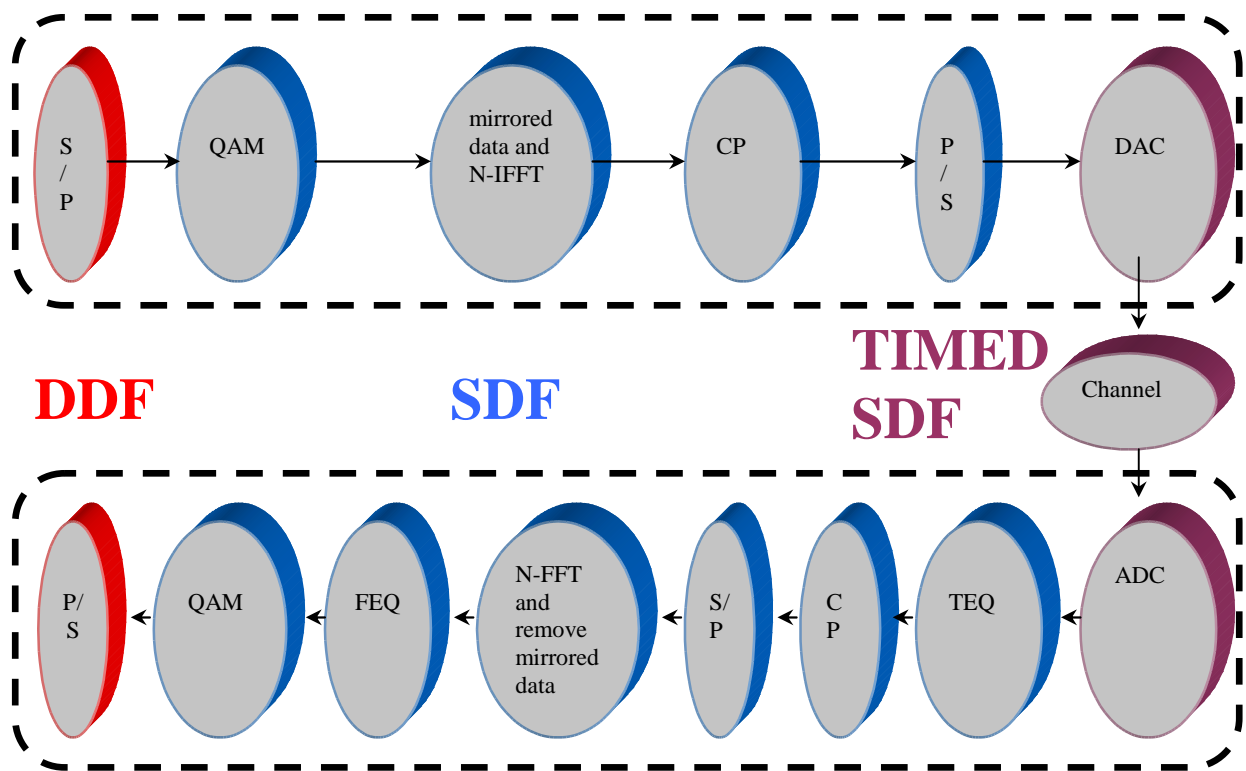 S
/
P
QAM
mirrored
data and
N-IFFT
CP
P
/
S
DAC
DDF
SDF
TIMED
SDF
Channel
P/
S
QAM
FEQ
N-FFT
and
remove
mirrored
data
S/
P
C
P
TEQ
ADC